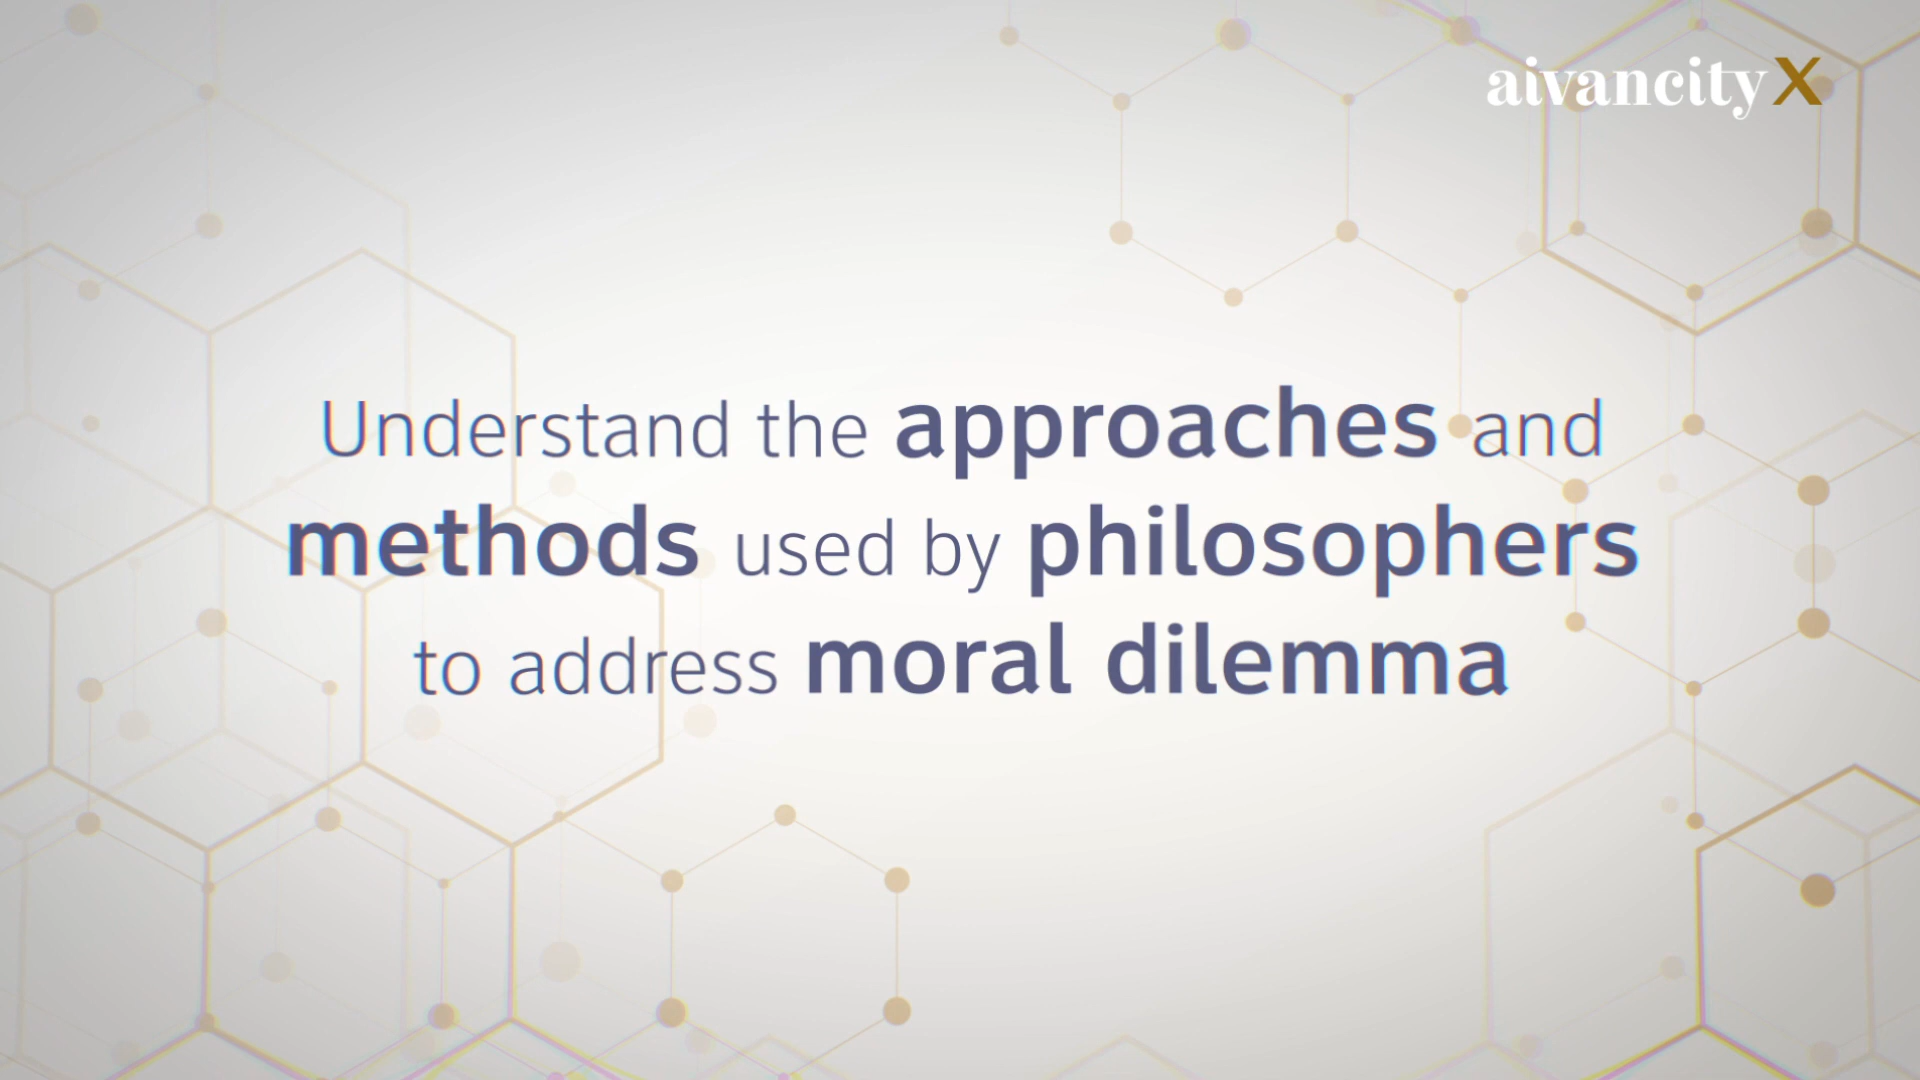 aivancity X
Understand the approaches and
methods used by philosophers
to address moral dilemma